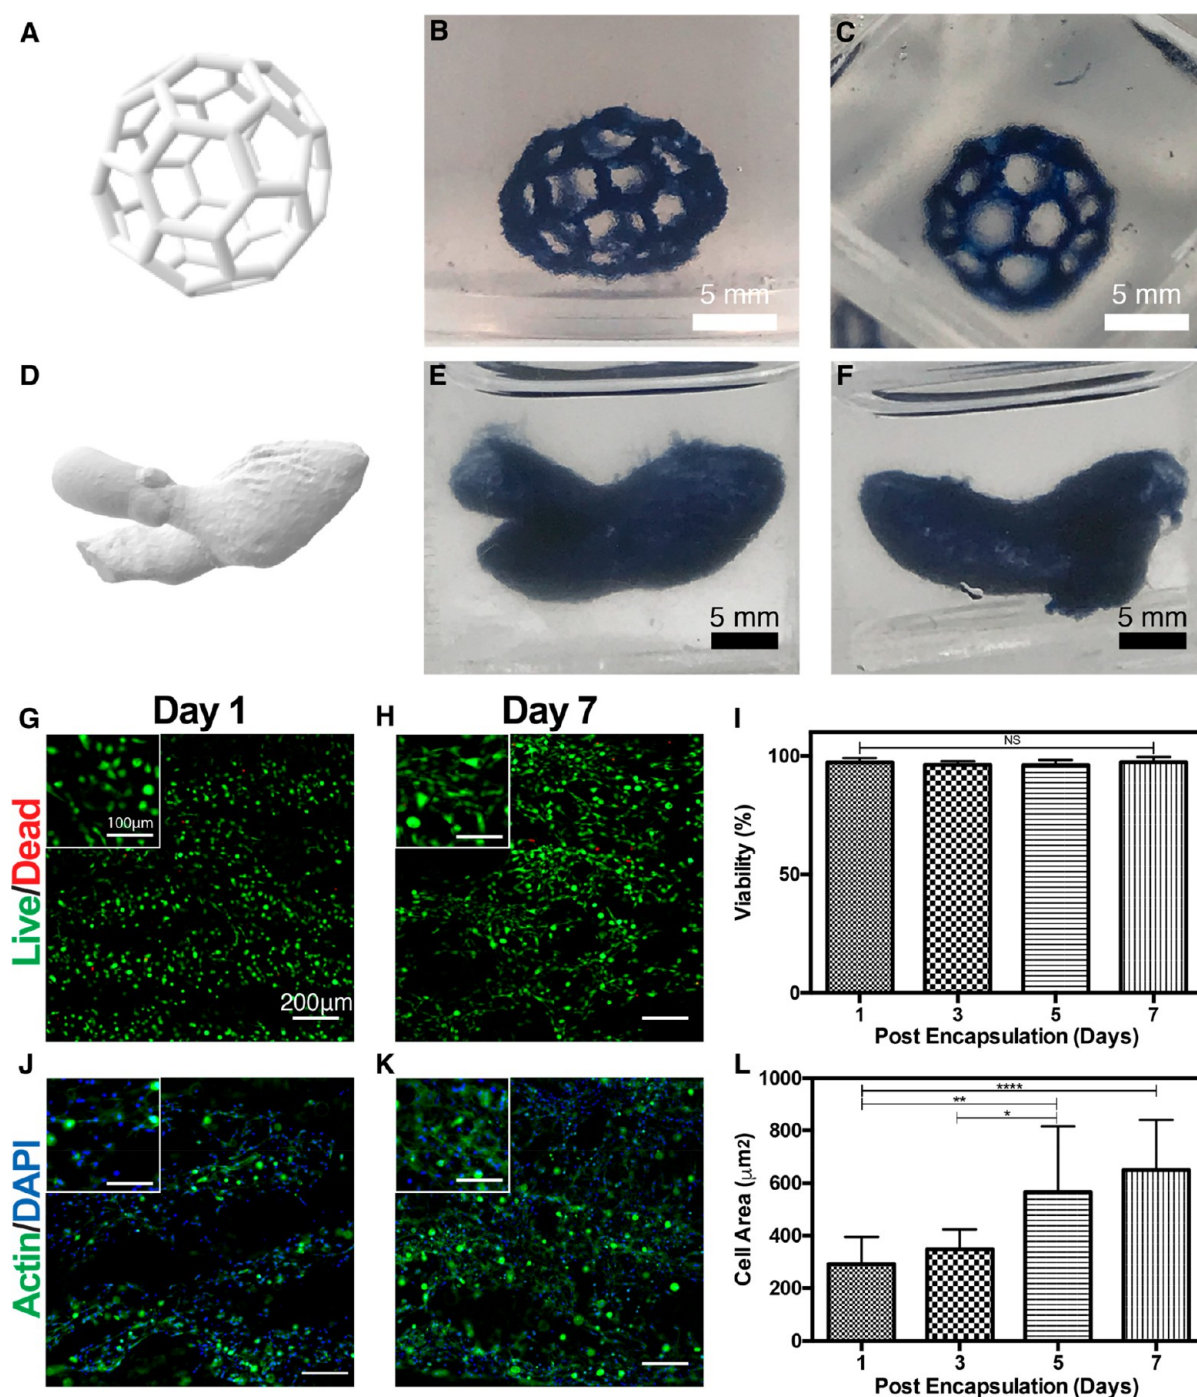 A
B
C
5 mm
5 mm
D
E
F
5 mm
5 mm
Day 1
Day 7
G
H
I
Live/Dead
100μm
200μm
NS
100
50
0
Viability (%)
1 3 5 7
Post Encapsulation (Days)
J
K
L
Actin/DAPI
1000
800
600
400
200
0
Cell Area (μm2)
****
**
*
1 3 5 7
Post Encapsulation (Days)